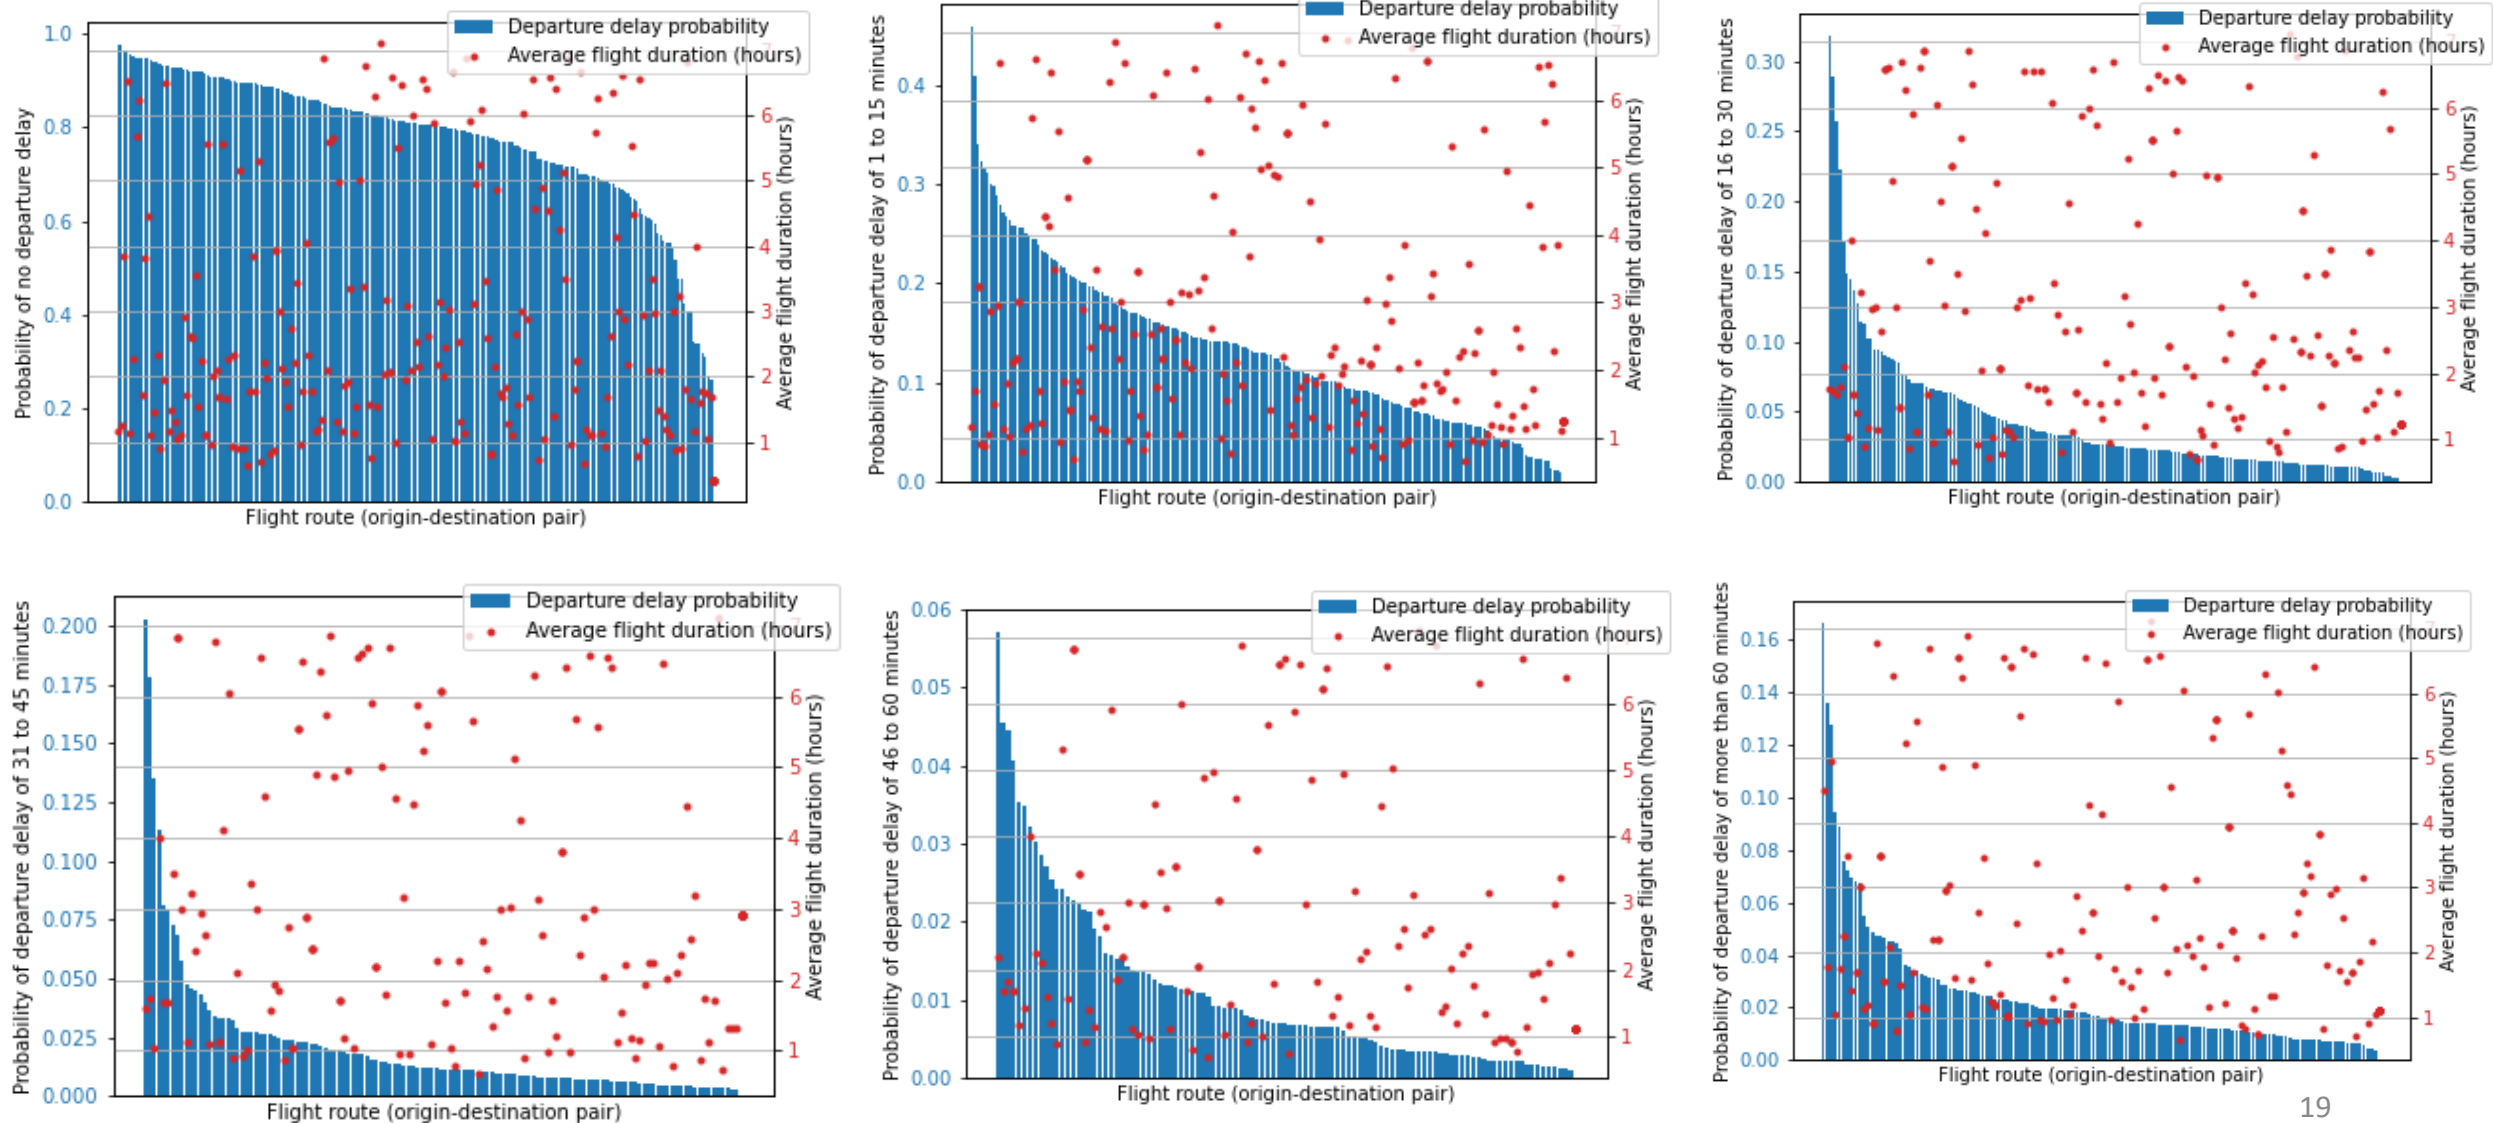 Departure delay probability
Average flight duration (hours)
Probability of no departure delay
1.0
0.8
0.6
0.4
0.2
0.0
7
6
5
4
3
2
1
Average flight duration (hours)
Flight route (origin-destination pair)
Departure delay probability
Average flight duration (hours)
Probability of departure delay of 1 to 15 minutes
0.4
0.3
0.2
0.1
0.0
7
6
5
4
3
2
1
Average flight duration (hours)
Flight route (origin-destination pair)
Departure delay probability
Average flight duration (hours)
Probability of departure delay of 16 to 30 minutes
0.30
0.25
0.20
0.15
0.10
0.05
0.00
7
6
5
4
3
2
1
Average flight duration (hours)
Flight route (origin-destination pair)
Departure delay probability
Average flight duration (hours)
Probability of departure delay of 31 to 45 minutes
0.200
0.175
0.150
0.125
0.100
0.075
0.050
0.025
0.000
7
6
5
4
3
2
1
Average flight duration (hours)
Flight route (origin-destination pair)
Departure delay probability
Average flight duration (hours)
Probability of departure delay of 46 to 60 minutes
0.06
0.05
0.04
0.03
0.02
0.01
0.00
6
5
4
3
2
1
Average flight duration (hours)
Flight route (origin-destination pair)
Departure delay probability
Average flight duration (hours)
Probability of departure delay of more than 60 minutes
0.16
0.14
0.12
0.10
0.08
0.06
0.04
0.02
0.00
7
6
5
4
3
2
1
Average flight duration (hours)
Flight route (origin-destination pair)
19